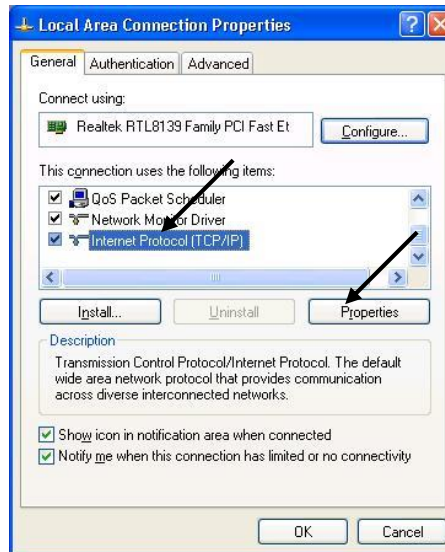 Local Area Connection Properties
General Authentication Advanced
Connect using:
Realtek RTL8139 Family PCI Fast Et Configure...
This connection uses the following items:
QoS Packet Scheduler
Network Monitor Driver
Internet Protocol (TCP/IP)
Install... Uninstall Properties
Description
Transmission Control Protocol/Internet Protocol. The default
wide area network protocol that provides communication
across diverse interconnected networks.
Show icon in notification area when connected
Notify me when this connection has limited or no connectivity
OK Cancel